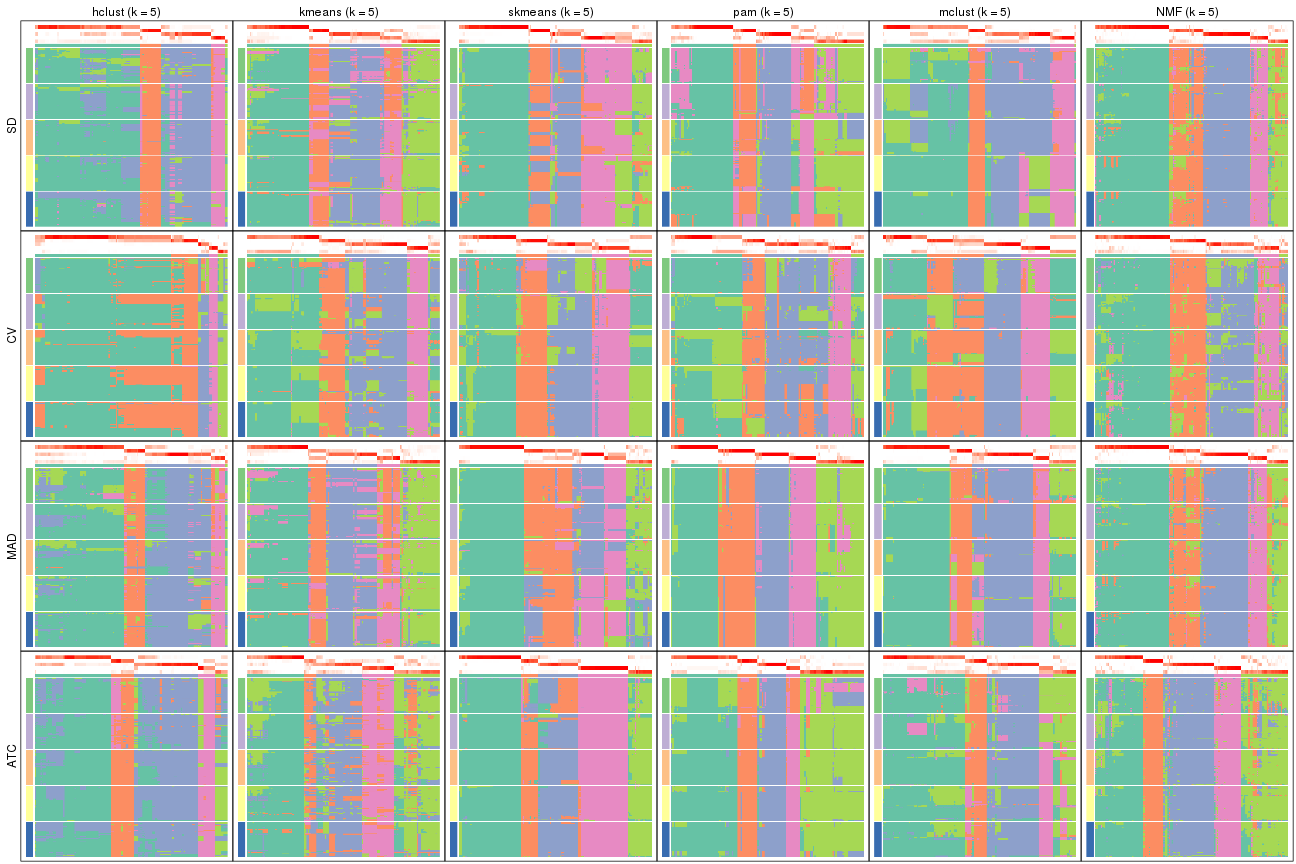 hclust (k = 5)
kmeans (k = 5)
skmeans (k = 5)
pam (k = 5)
mclust (k = 5)
NMF (k = 5)
SD
CV
MAD
ATC